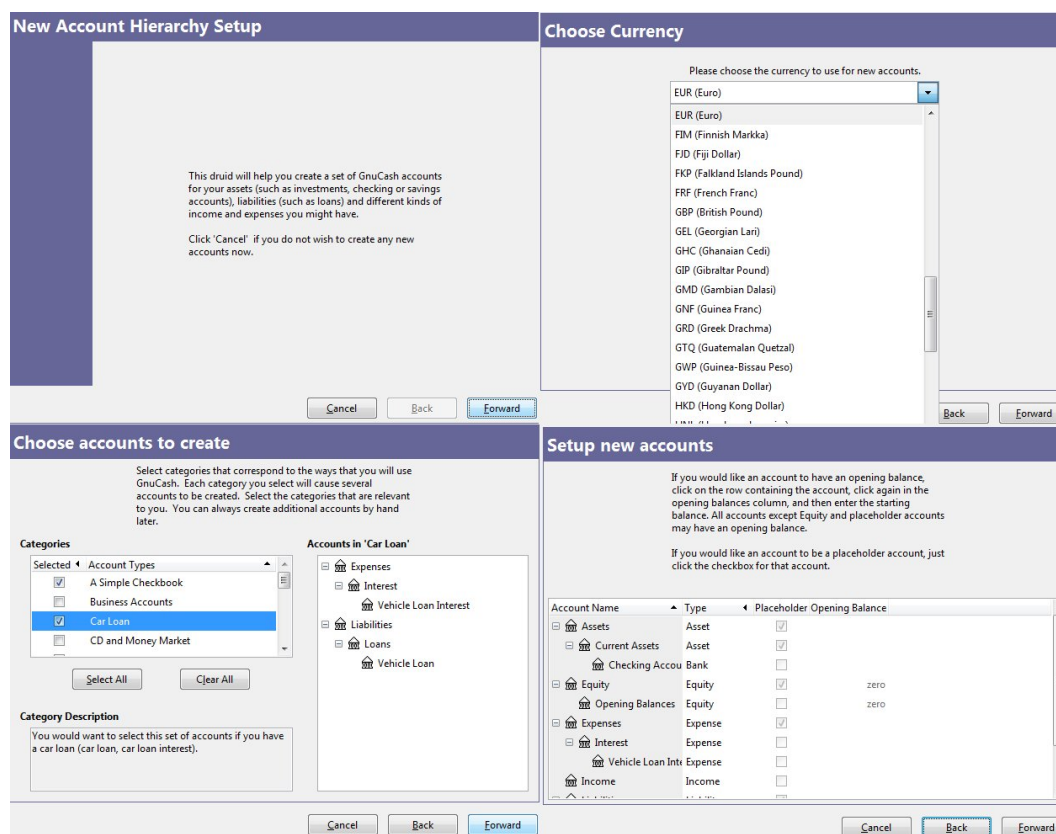 New Account Hierarchy Setup
This druid will help you create a set of GnuCash accounts
for your assets (such as investments, checking or savings
accounts), liabilities (such as loans) and different kinds of
income and expenses you might have.
Click 'Cancel' if you do not wish to create any new
accounts now.
Cancel Back Forward
Choose Currency
Please choose the currency to use for new accounts.
EUR (Euro)
EUR (Euro)
FIM (Finnish Markka)
FJD (Fiji Dollar)
FKP (Falkland Islands Pound)
FRF (French Franc)
GBP (British Pound)
GEL (Georgian Lari)
GHC (Ghanaian Cedi)
GIP (Gibraltar Pound)
GMD (Gambian Dalasi)
GNF (Guinea Franc)
GRD (Greek Drachma)
GTQ (Guatemalan Quetzal)
GWP (Guinea-Bissau Peso)
GYD (Guyanan Dollar)
HKD (Hong Kong Dollar)
Back Forward
Choose accounts to create
Select categories that correspond to the ways that you will use
GnuCash. Each category you select will cause several
accounts to be created. Select the categories that are relevant
to you. You can always create additional accounts by hand
later.
Categories
Selected Account Types
A Simple Checkbook
Business Accounts
Car Loan
CD and Money Market
Select All Clear All
Category Description
You would want to select this set of accounts if you have
a car loan (car loan, car loan interest).
Accounts in 'Car Loan'
Expenses
Interest
Vehicle Loan Interest
Liabilities
Loans
Vehicle Loan
Cancel Back Forward
Setup new accounts
If you would like an account to have an opening balance,
click on the row containing the account, click again in the
opening balances column, and then enter the starting
balance. All accounts except Equity and placeholder accounts
may have an opening balance.
If you would like an account to be a placeholder account, just
click the checkbox for that account.
Account Name Type Placeholder Opening Balance
Assets Asset
Current Assets Asset
Checking Accou Bank
Equity Equity zero
Opening Balances Equity zero
Expenses Expense
Interest Expense
Vehicle Loan Inte Expense
Income Income
Cancel Back Forward